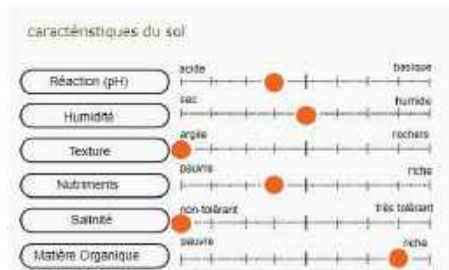 caractéristiques du sol
acide basique
Réaction (pH)
sec humide
Humidité
argile rochers
Texture
pauvre riche
Nutriments
non-tolérant très tolérant
Salinité
pauvre riche
Matière Organique